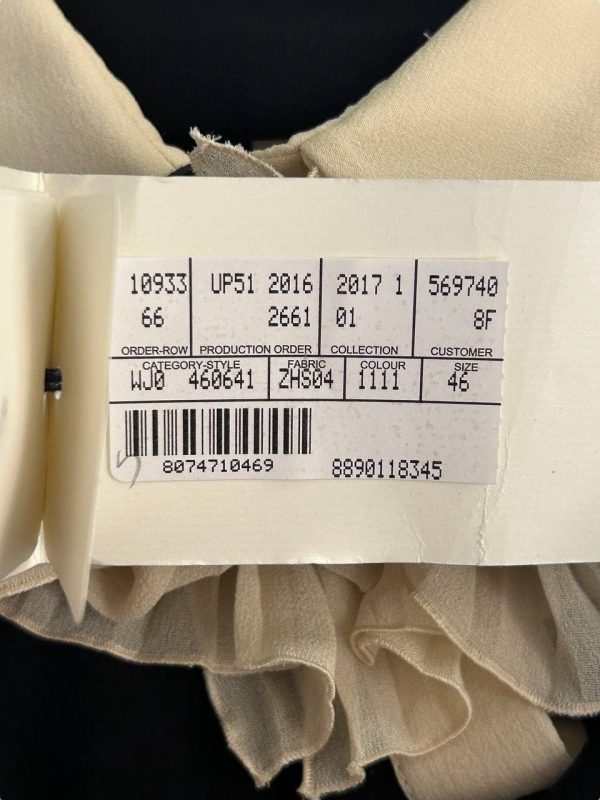 10933 UP51 2016 2017 1 569740
66 2661 01 8F
ORDER-ROW PRODUCTION ORDER COLLECTION CUSTOMER
CATEGORY-STYLE FABRIC COLOUR SIZE
WJ0 460641 ZHS04 1111 46
8074710469 8890118345